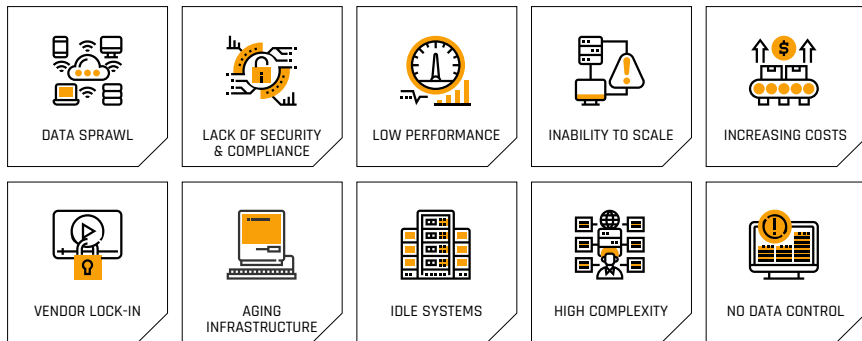 DATA SPRAWL
LACK OF SECURITY
& COMPLIANCE
LOW PERFORMANCE
INABILITY TO SCALE
$
INCREASING COSTS
VENDOR LOCK-IN
AGING
INFRASTRUCTURE
IDLE SYSTEMS
HIGH COMPLEXITY
NO DATA CONTROL